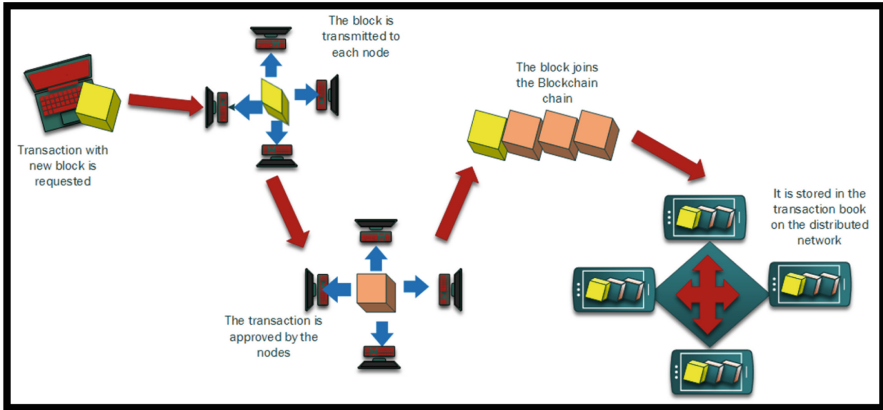 Transaction with
new block is
requested
The block is
transmitted to
each node
The transaction is
approved by the
nodes
The block joins
the Blockchain
chain
It is stored in the
transaction book
on the distributed
network